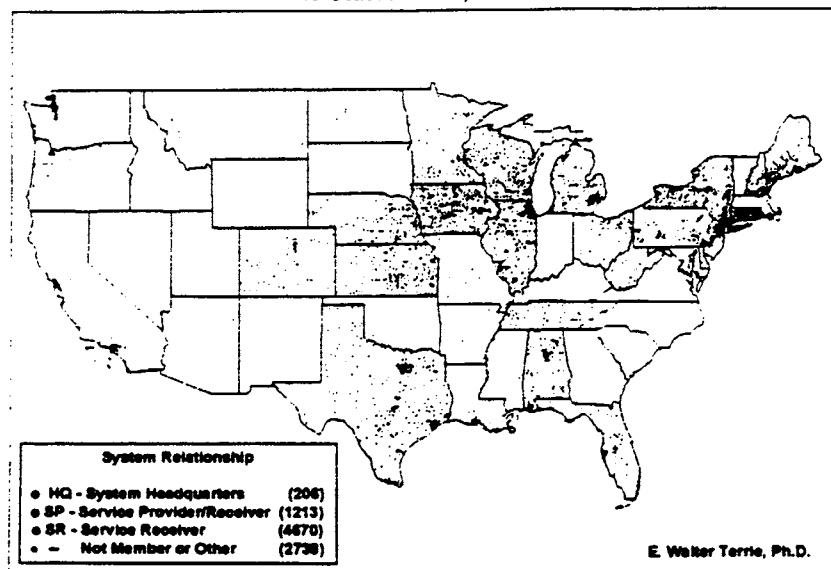 System Relationship
• HQ - System Headquarters (206)
• SP - Service Provider/Receiver (1213)
• SR - Service Receiver (4670)
• - Not Member or Other (2736)
E. Walter Terrie, Ph.D.